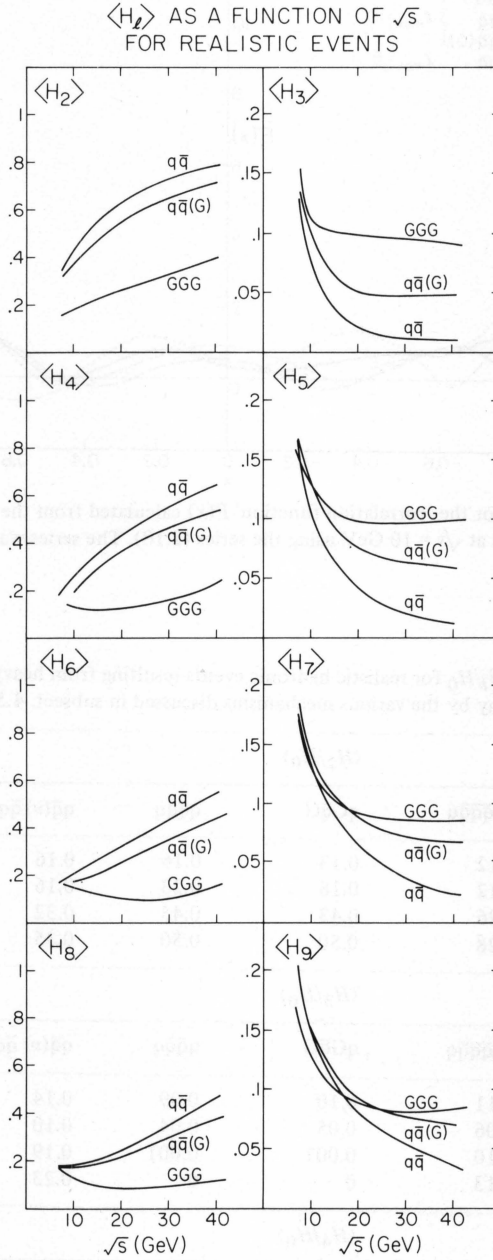 ⟨Hℓ⟩ AS A FUNCTION OF √s
FOR REALISTIC EVENTS
⟨H2⟩
1
.8
.6
.4
.2
qq̄
qq̄(G)
GGG
⟨H3⟩
.2
.15
.1
.05
GGG
qq̄(G)
qq̄
⟨H4⟩
1
.8
.6
.4
.2
qq̄
qq̄(G)
GGG
⟨H5⟩
.2
.15
.1
.05
GGG
qq̄(G)
qq̄
⟨H6⟩
1
.8
.6
.4
.2
qq̄
qq̄(G)
GGG
⟨H7⟩
.2
.15
.1
.05
GGG
qq̄(G)
qq̄
⟨H8⟩
1
.8
.6
.4
.2
qq̄
qq̄(G)
GGG
10 20 30 40
√s (GeV)
⟨H9⟩
.2
.15
.1
.05
GGG
qq̄(G)
qq̄
10 20 30 40
√s (GeV)